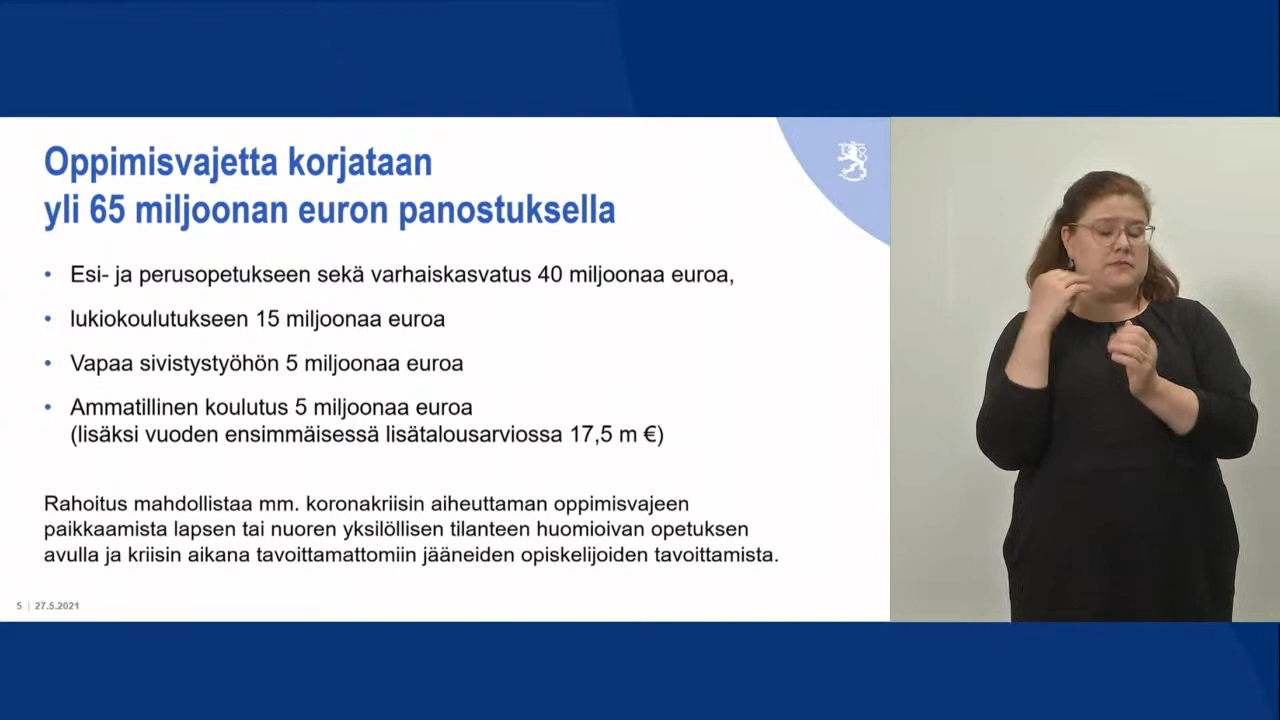 Oppimisvajetta korjataan
yli 65 miljoonan euron panostuksella
• Esi- ja perusopetukseen sekä varhaiskasvatus 40 miljoonaa euroa,
• lukiokoulutukseen 15 miljoonaa euroa
• Vapaa sivistystyöhön 5 miljoonaa euroa
• Ammatillinen koulutus 5 miljoonaa euroa
(lisäksi vuoden ensimmäisessä lisätalousarviossa 17,5 m €)
Rahoitus mahdollistaa mm. koronakriisin aiheuttaman oppimisvajeen
paikkaamista lapsen tai nuoren yksilöllisen tilanteen huomioivan opetuksen
avulla ja kriisin aikana tavoittamattomiin jääneiden opiskelijoiden tavoittamista.
5 | 27.5.2021